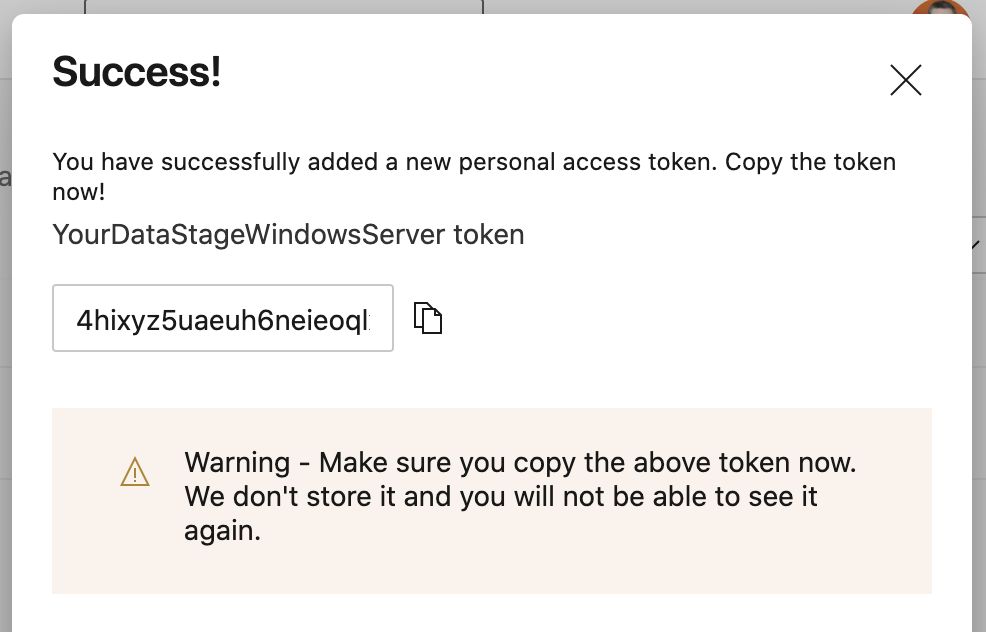 Success!
You have successfully added a new personal access token. Copy the token
now!
YourDataStageWindowsServer token
4hixyz5uaeuh6neieoql
Warning - Make sure you copy the above token now.
We don't store it and you will not be able to see it
again.